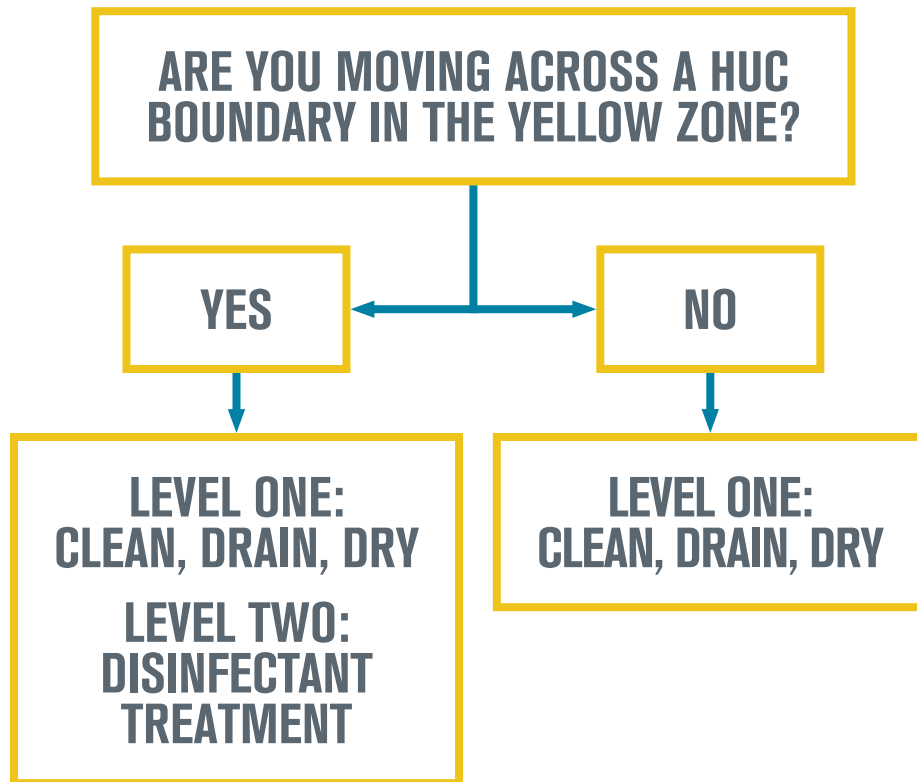 ARE YOU MOVING ACROSS A HUC
BOUNDARY IN THE YELLOW ZONE?
YES
NO
LEVEL ONE:
CLEAN, DRAIN, DRY
LEVEL TWO:
DISINFECTANT
TREATMENT
LEVEL ONE:
CLEAN, DRAIN, DRY